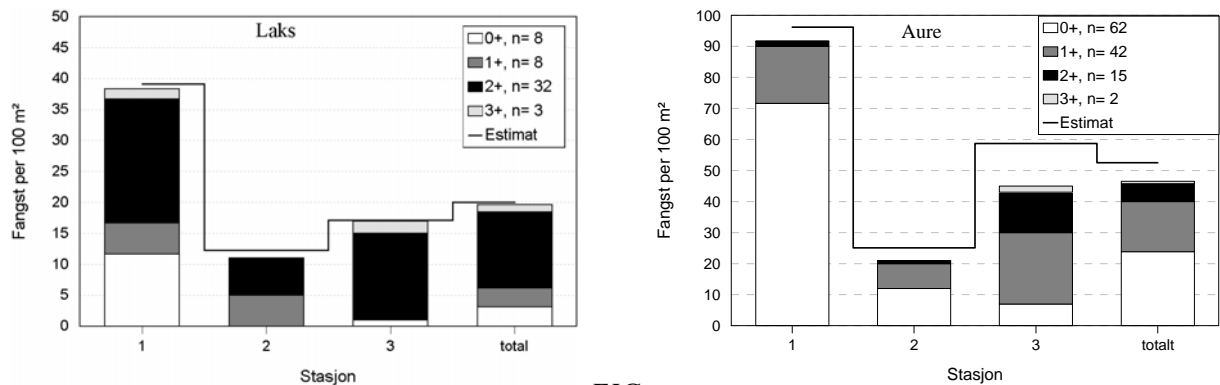 Laks
50
45
40
35
30
25
20
15
10
5
0
Fangst per 100 m²
0+, n= 8
1+, n= 8
2+, n= 32
3+, n= 3
Estimat
1 2 3 total
Stasjon
Aure
100
90
80
70
60
50
40
30
20
10
0
Fangst per 100 m²
0+, n= 62
1+, n= 42
2+, n= 15
3+, n= 2
Estimat
1 2 3 totalt
Stasjon